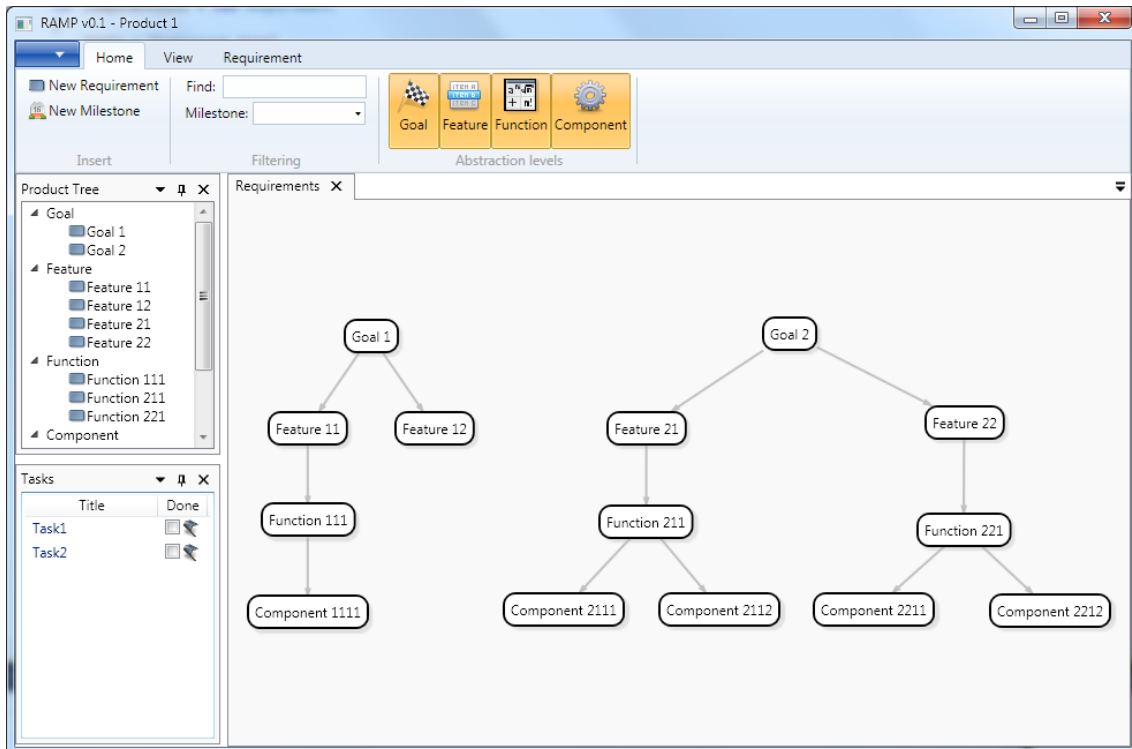 RAMP v0.1 - Product 1
Home View Requirement
New Requirement
New Milestone
Insert
Find:
Milestone:
Filtering
Goal Feature Function Component
Abstraction levels
Product Tree
Goal
Goal 1
Goal 2
Feature
Feature 11
Feature 12
Feature 21
Feature 22
Function
Function 111
Function 211
Function 221
Component
Tasks
Title Done
Task1
Task2
Requirements
Goal 1 Goal 2
Feature 11 Feature 12 Feature 21 Feature 22
Function 111 Function 211 Function 221
Component 1111 Component 2111 Component 2112 Component 2211 Component 2212